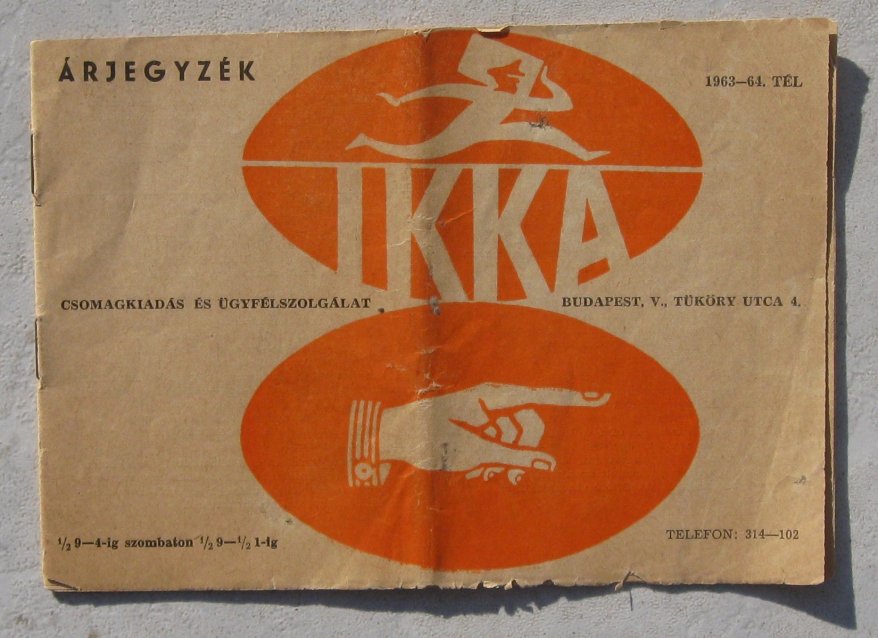 ÁRJEGYZÉK
1963—64. TÉL
IKKA
CSOMAGKIADÁS ÉS ÜGYFÉLSZOLGÁLAT
BUDAPEST, V., TÜKÖRY UTCA 4.
1/2 9—4-ig szombaton 1/2 9—1/2 1-ig
TELEFON: 314—102